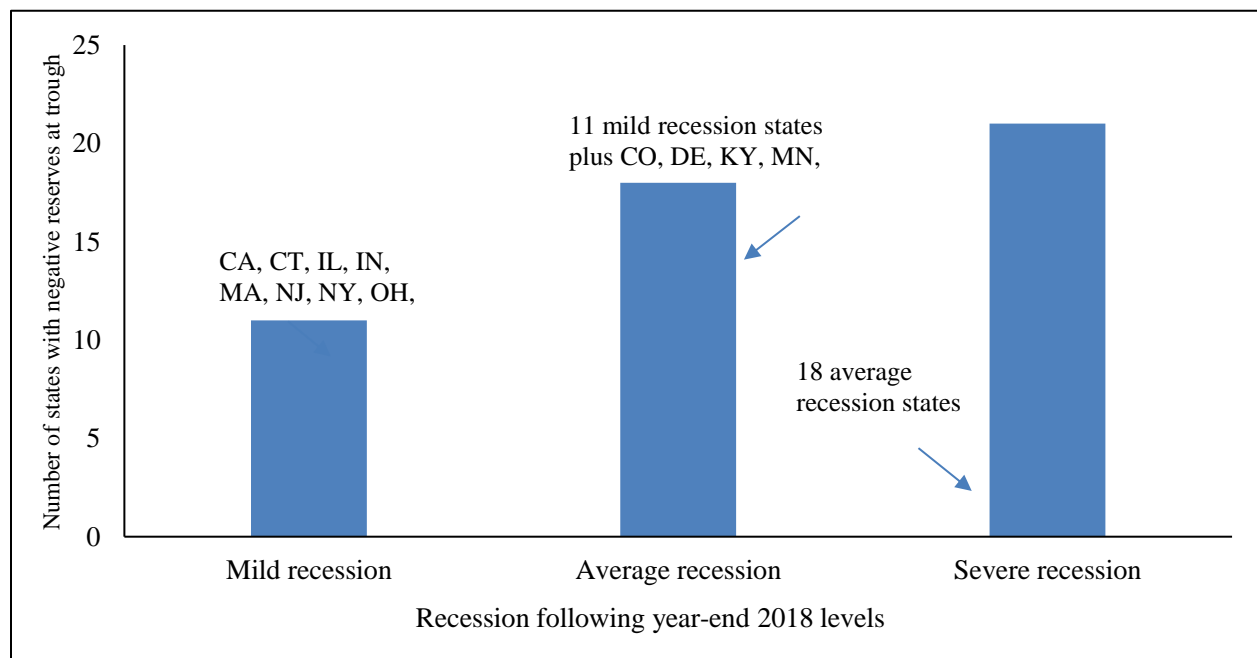 Number of states with negative reserves at trough
25
20
15
10
5
0
CA, CT, IL, IN,
MA, NJ, NY, OH,
11 mild recession states
plus CO, DE, KY, MN,
18 average
recession states
Mild recession
Average recession
Severe recession
Recession following year-end 2018 levels